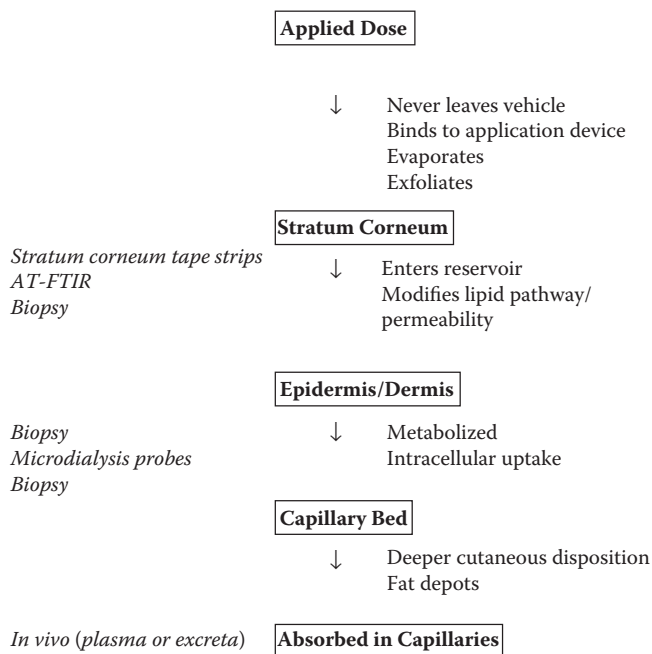 Applied Dose
↓ Never leaves vehicle
Binds to application device
Evaporates
Exfoliates
Stratum Corneum
Stratum corneum tape strips
AT-FTIR
Biopsy
↓ Enters reservoir
Modifies lipid pathway/
permeability
Epidermis/Dermis
Biopsy
Microdialysis probes
Biopsy
↓ Metabolized
Intracellular uptake
Capillary Bed
↓ Deeper cutaneous disposition
Fat depots
In vivo (plasma or excreta)
Absorbed in Capillaries